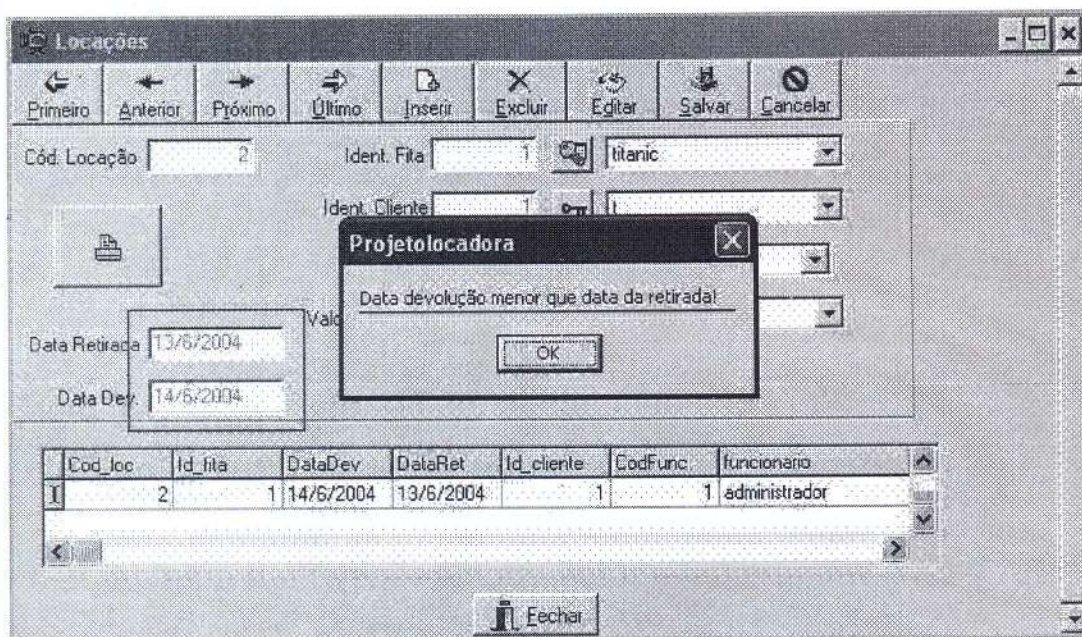 Locações
Primeiro Anterior Próximo Último Inserir Excluir Editar Salvar Cancelar
Cód. Locação 2 Ident. Fita 1 titanic
Ident. Cliente 1
Projetolocadora
Data devolução menor que data da retirada!
OK
Data Retirada 13/6/2004
Data Dev. 14/6/2004
Cod_loc Id_fita DataDev DataRet Id_cliente CodFunc funcionario
2 1 14/6/2004 13/6/2004 1 1 administrador
Fechar